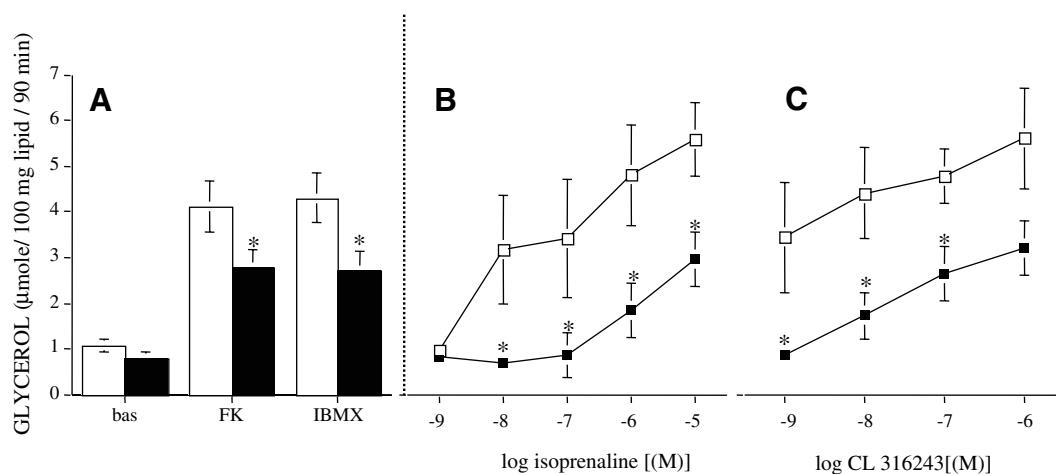 GLYCEROL (µmole/ 100 mg lipid / 90 min)
7
6
5
4
3
2
1
0
A
*
*
bas
FK
IBMX
B
*
*
*
*
-9
-8
-7
-6
-5
log isoprenaline [(M)]
C
*
*
*
-9
-8
-7
-6
log CL 316243[(M)]